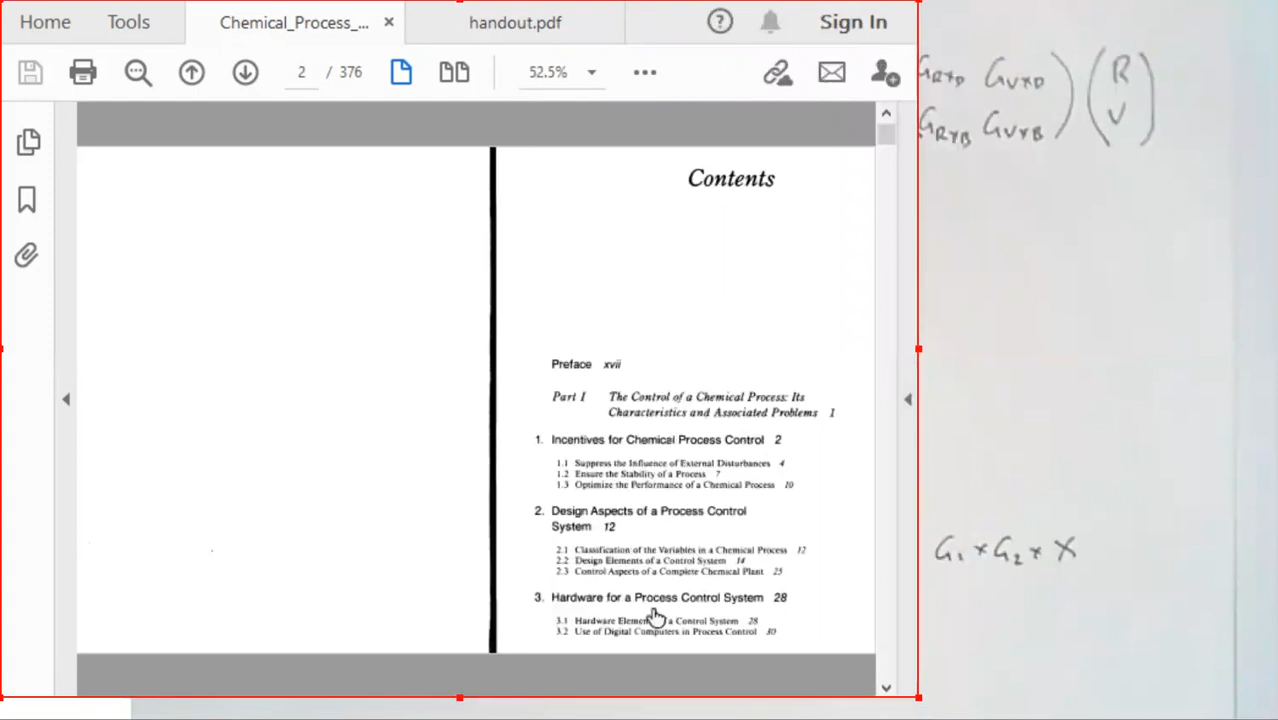 Home Tools Chemical_Process_... × handout.pdf Sign In
2 / 376 52.5%
Contents
Preface xvii
Part I The Control of a Chemical Process: Its
Characteristics and Associated Problems 1
1. Incentives for Chemical Process Control 2
1.1 Suppress the Influence of External Disturbances 4
1.2 Ensure the Stability of a Process 7
1.3 Optimize the Performance of a Chemical Process 10
2. Design Aspects of a Process Control
System 12
2.1 Classification of the Variables in a Chemical Process 12
2.2 Design Elements of a Control System 14
2.3 Control Aspects of a Complete Chemical Plant 25
3. Hardware for a Process Control System 28
3.1 Hardware Elemen a Control System 28
3.2 Use of Digital Computers in Process Control 30
GRXD GVXD R
GRXB GVXB V
G1 * G2 * X